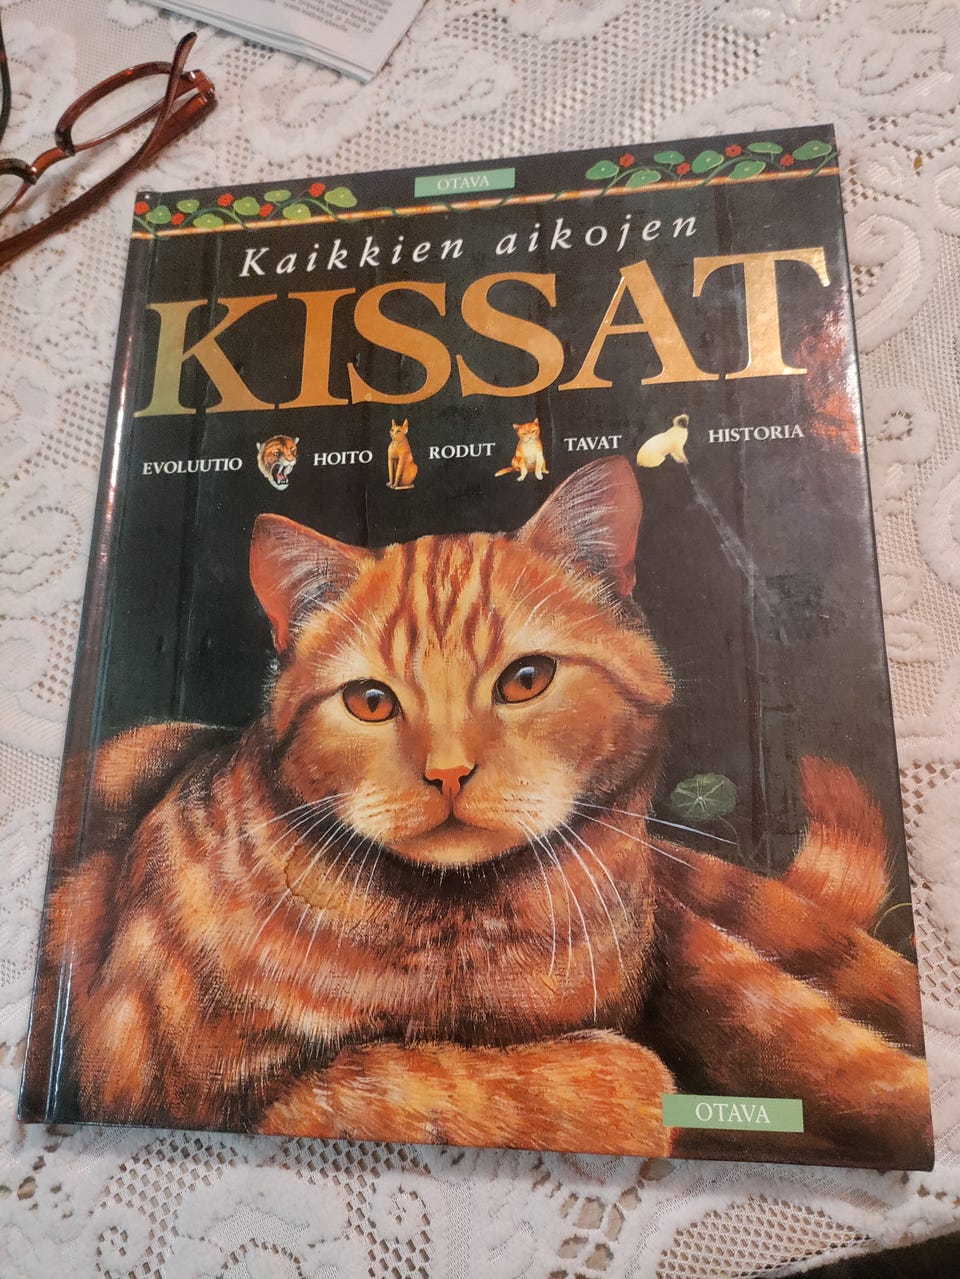 OTAVA
Kaikkien aikojen
KISSAT
EVOLUUTIO HOITO RODUT TAVAT HISTORIA
OTAVA